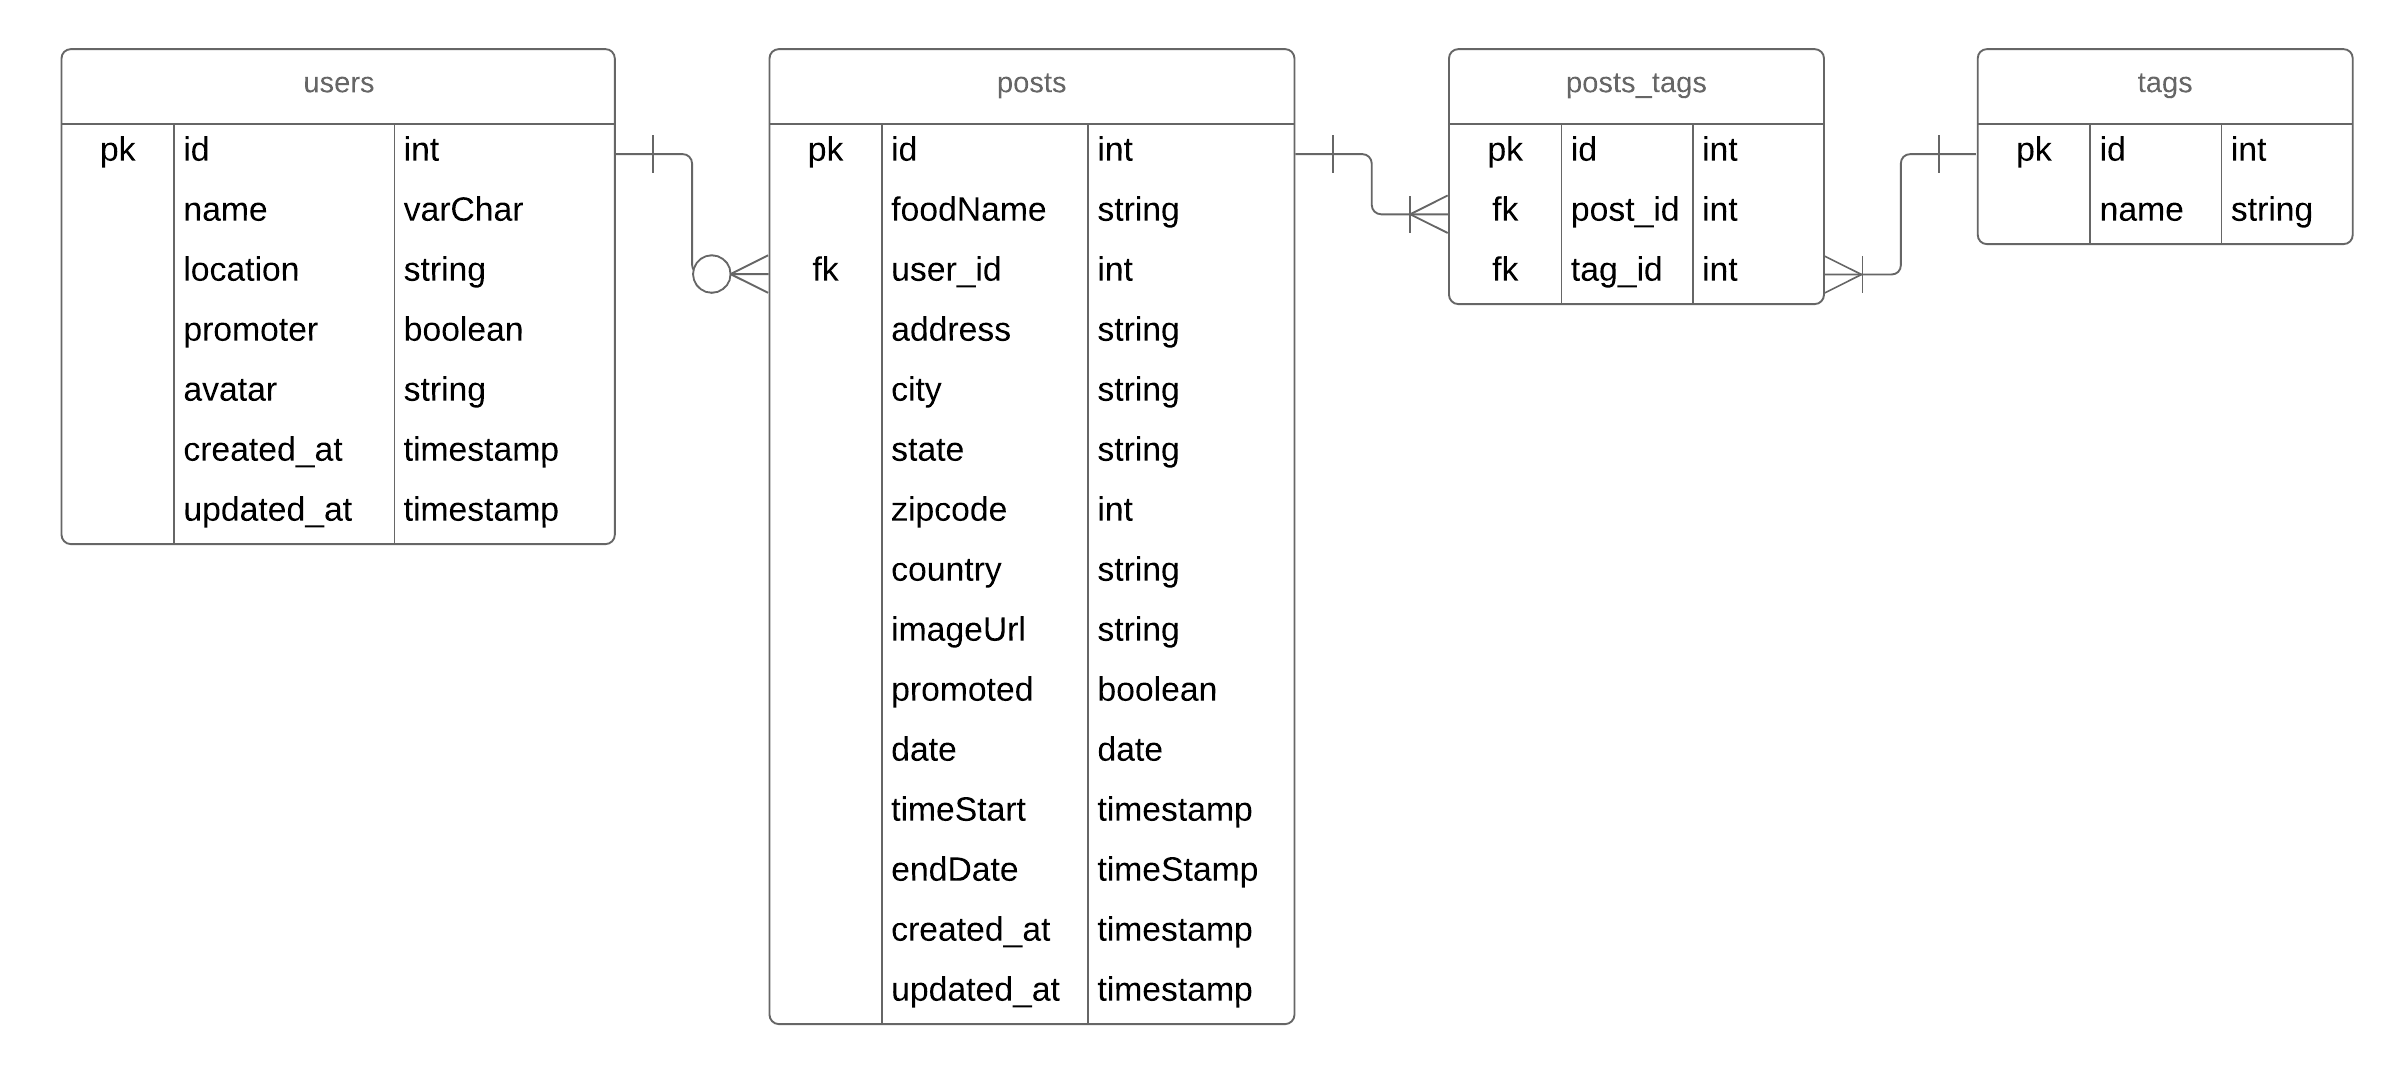 users
pk id int
name varChar
location string
promoter boolean
avatar string
created_at timestamp
updated_at timestamp
posts
pk id int
foodName string
fk user_id int
address string
city string
state string
zipcode int
country string
imageUrl string
promoted boolean
date date
timeStart timestamp
endDate timeStamp
created_at timestamp
updated_at timestamp
posts_tags
pk id int
fk post_id int
fk tag_id int
tags
pk id int
name string